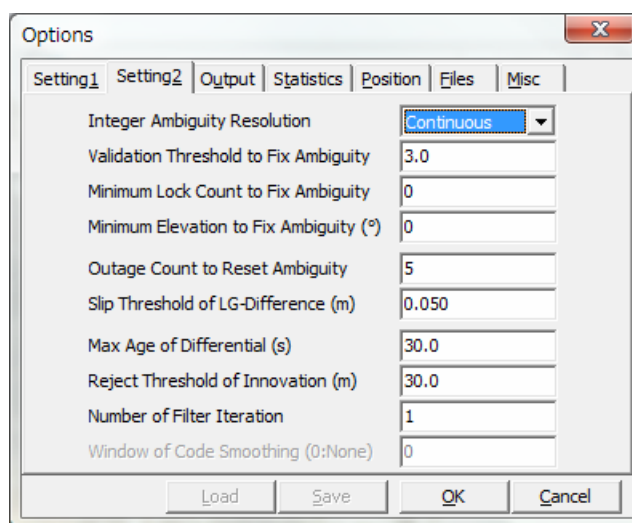 Options
Setting1 Setting2 Output Statistics Position Files Misc
Integer Ambiguity Resolution Continuous
Validation Threshold to Fix Ambiguity 3.0
Minimum Lock Count to Fix Ambiguity 0
Minimum Elevation to Fix Ambiguity (°) 0
Outage Count to Reset Ambiguity 5
Slip Threshold of LG-Difference (m) 0.050
Max Age of Differential (s) 30.0
Reject Threshold of Innovation (m) 30.0
Number of Filter Iteration 1
Window of Code Smoothing (0:None) 0
Load Save OK Cancel